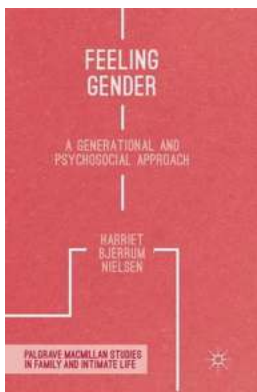 FEELING
GENDER
A GENERATIONAL AND
PSYCHOSOCIAL APPROACH
HARRIET
BJERRUM
NIELSEN
PALGRAVE MACMILLAN STUDIES
IN FAMILY AND INTIMATE LIFE